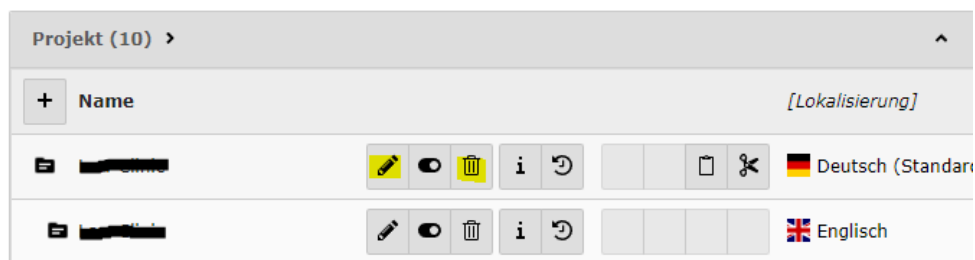 Projekt (10)
Name [Lokalisierung]
Deutsch (Standard
Englisch